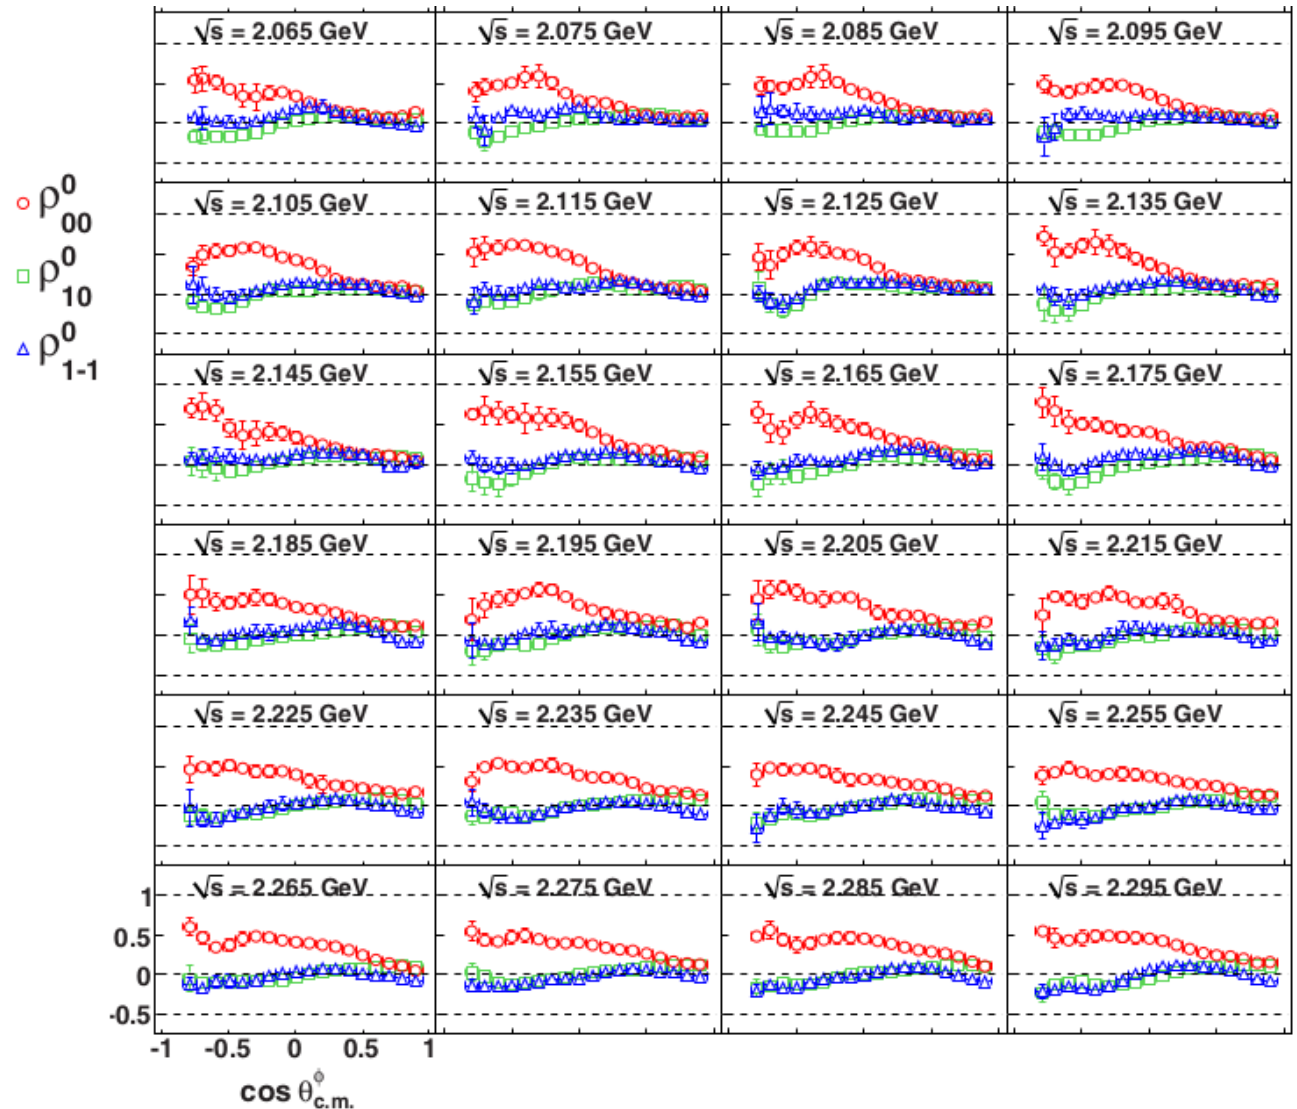 √s = 2.065 GeV √s = 2.075 GeV √s = 2.085 GeV √s = 2.095 GeV
ρ⁰₀₀
√s = 2.105 GeV √s = 2.115 GeV √s = 2.125 GeV √s = 2.135 GeV
ρ⁰₁₀
ρ⁰₁₋₁
√s = 2.145 GeV √s = 2.155 GeV √s = 2.165 GeV √s = 2.175 GeV
√s = 2.185 GeV √s = 2.195 GeV √s = 2.205 GeV √s = 2.215 GeV
√s = 2.225 GeV √s = 2.235 GeV √s = 2.245 GeV √s = 2.255 GeV
√s = 2.265 GeV √s = 2.275 GeV √s = 2.285 GeV √s = 2.295 GeV
1
0.5
0
-0.5
-1 -0.5 0 0.5 1
cos θ^ϕ_c.m.